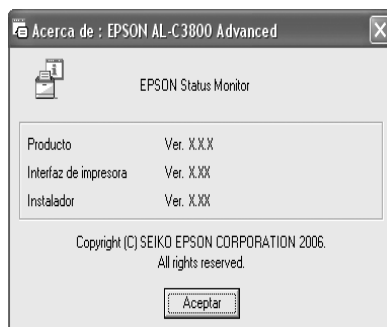 Acerca de : EPSON AL-C3800 Advanced
EPSON Status Monitor
Producto Ver. X.X.X
Interfaz de impresora Ver. X.XX
Instalador Ver. X.XX
Copyright (C) SEIKO EPSON CORPORATION 2006.
All rights reserved.
Aceptar